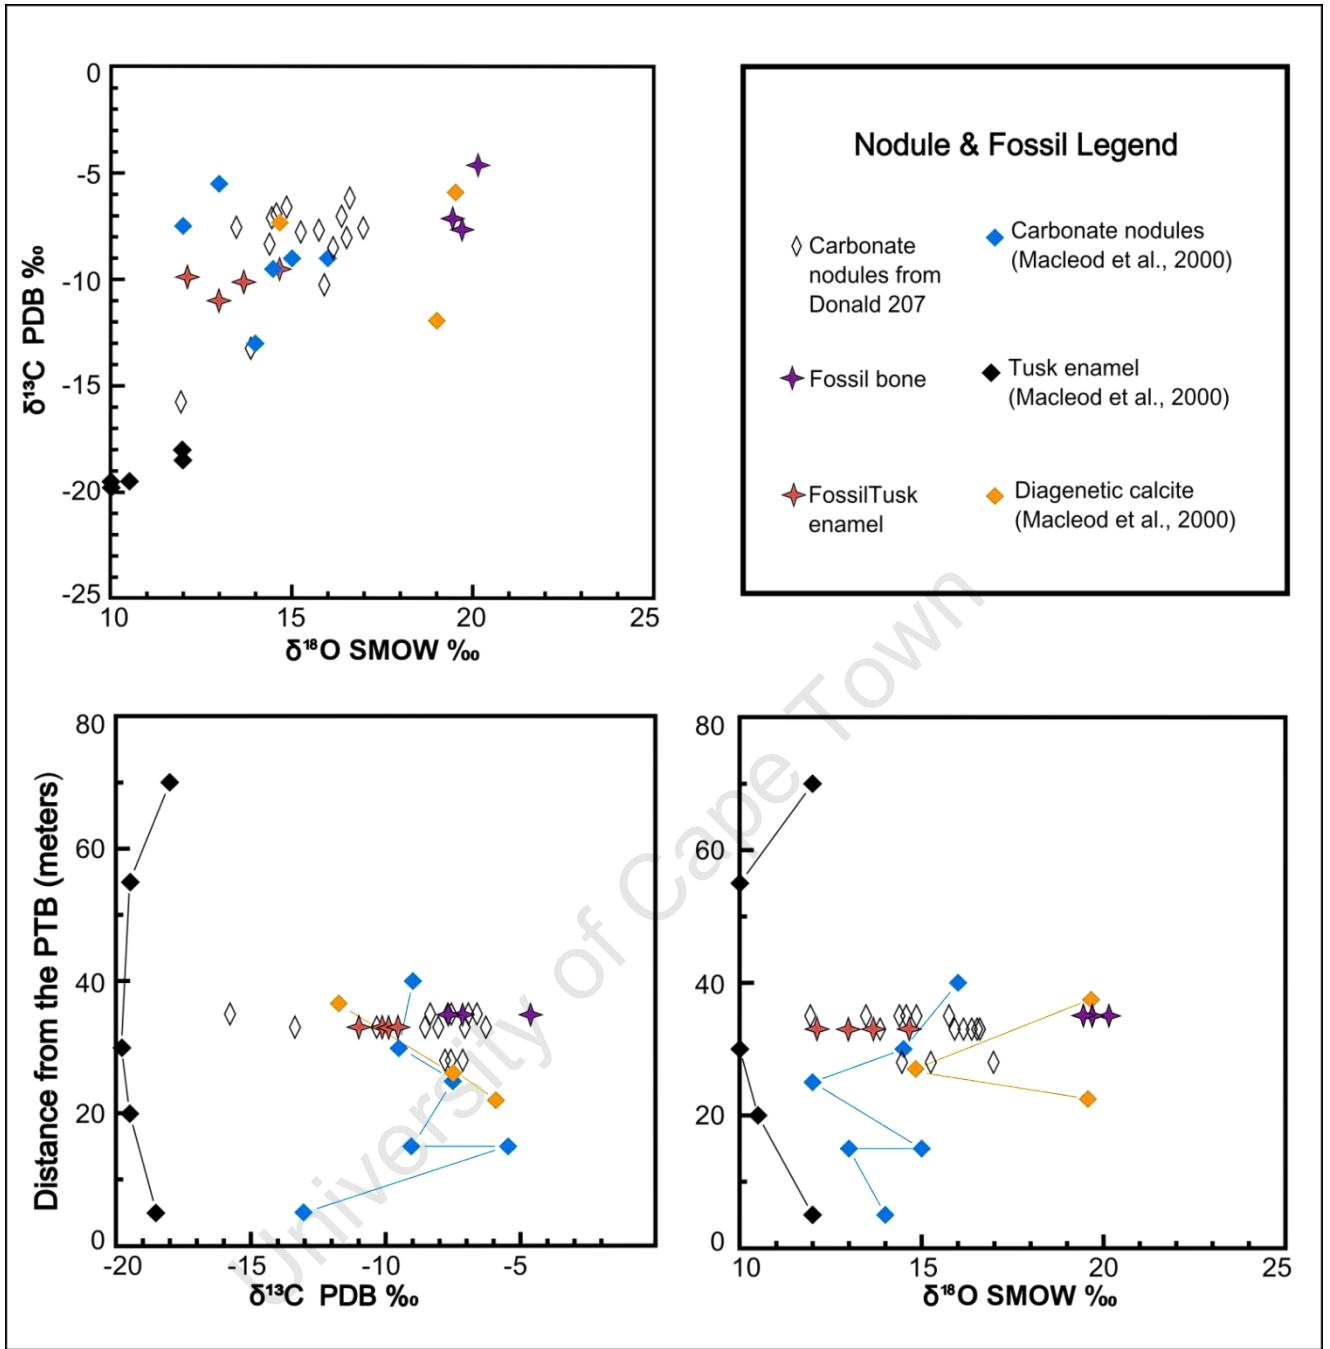 0
-5
-10
-15
-20
-25
δ¹³C PDB ‰
10
15
20
25
δ¹⁸O SMOW ‰
Nodule & Fossil Legend
Carbonate
nodules from
Donald 207
Carbonate nodules
(Macleod et al., 2000)
Fossil bone
Tusk enamel
(Macleod et al., 2000)
FossilTusk
enamel
Diagenetic calcite
(Macleod et al., 2000)
80
60
40
20
0
Distance from the PTB (meters)
-20
-15
-10
-5
δ¹³C PDB ‰
80
60
40
20
0
10
15
20
25
δ¹⁸O SMOW ‰
University of Cape Town